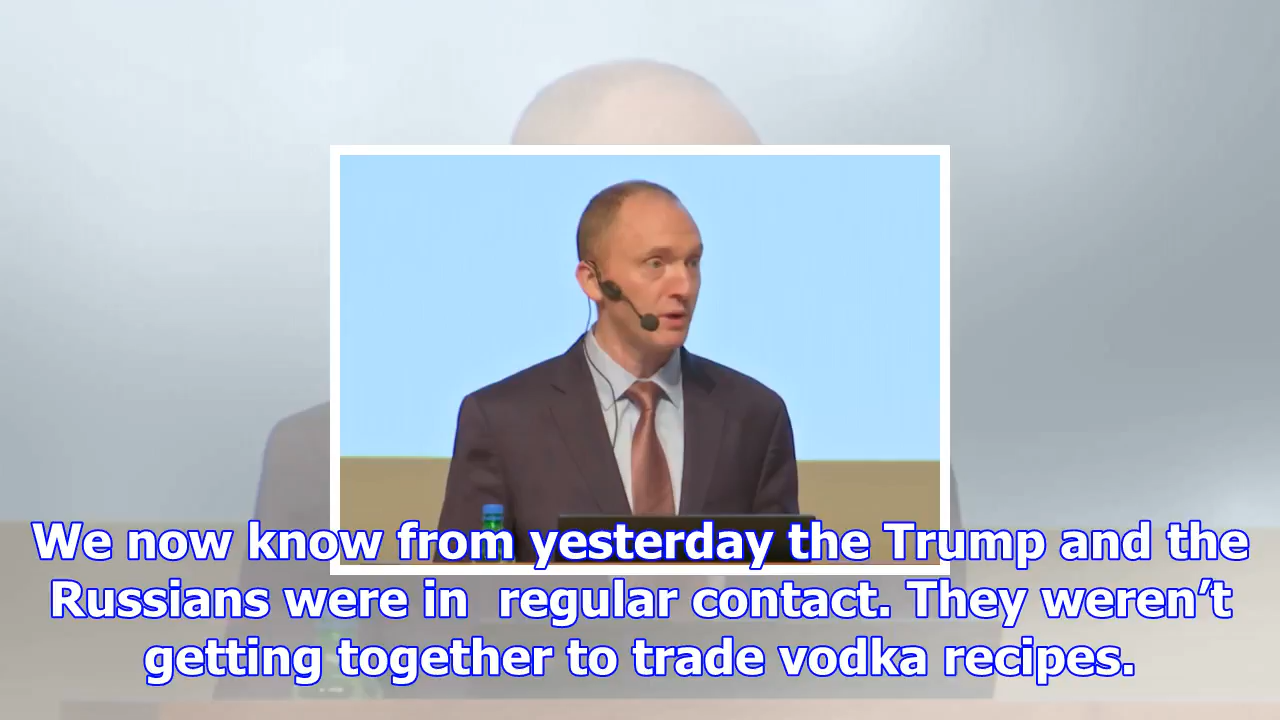 We now know from yesterday the Trump and the
Russians were in  regular contact. They weren’t
getting together to trade vodka recipes.